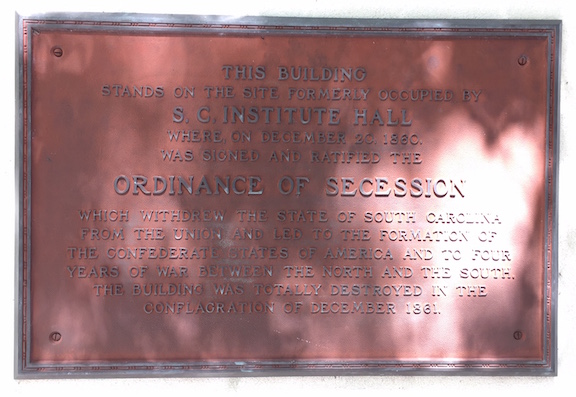 THIS BUILDING
STANDS ON THE SITE FORMERLY OCCUPIED BY
S. C. INSTITUTE HALL
WHERE, ON DECEMBER 20, 1860,
WAS SIGNED AND RATIFIED THE
ORDINANCE OF SECESSION
WHICH WITHDREW THE STATE OF SOUTH CAROLINA
FROM THE UNION AND LED TO THE FORMATION OF
THE CONFEDERATE STATES OF AMERICA AND TO FOUR
YEARS OF WAR BETWEEN THE NORTH AND THE SOUTH.
THE BUILDING WAS TOTALLY DESTROYED IN THE
CONFLAGRATION OF DECEMBER 1861.